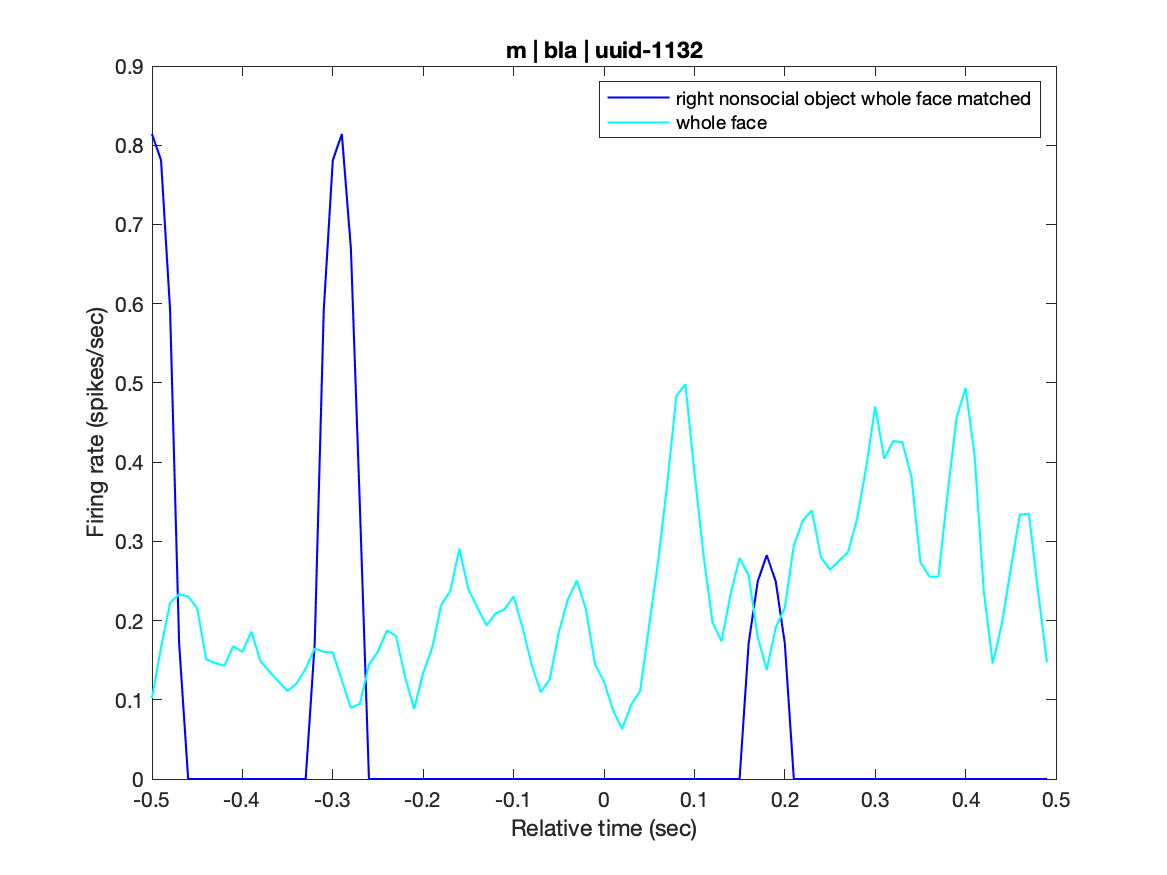 m | bla | uuid-1132
right nonsocial object whole face matched
whole face
Firing rate (spikes/sec)
0.9
0.8
0.7
0.6
0.5
0.4
0.3
0.2
0.1
0
-0.5 -0.4 -0.3 -0.2 -0.1 0 0.1 0.2 0.3 0.4 0.5
Relative time (sec)